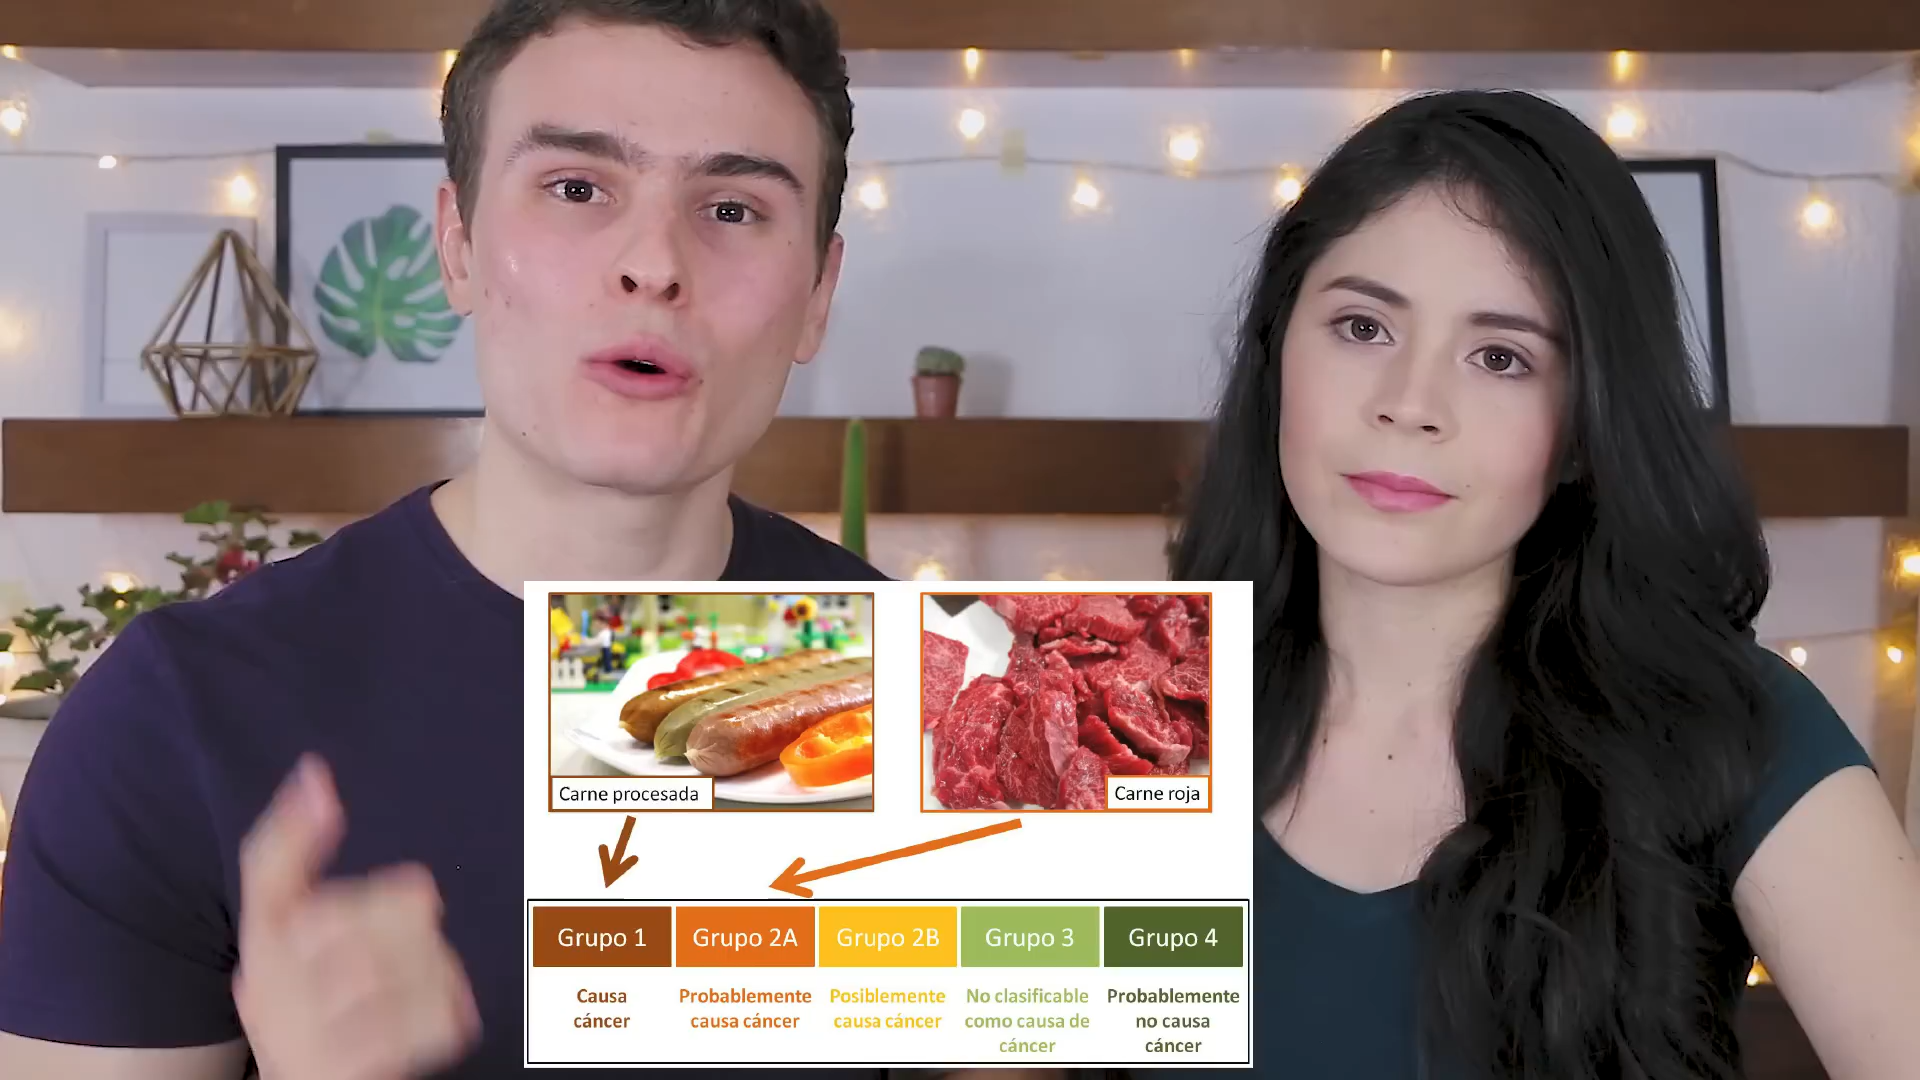 Carne procesada
Carne roja
Grupo 1
Grupo 2A
Grupo 2B
Grupo 3
Grupo 4
Causa
cáncer
Probablemente
causa cáncer
Posiblemente
causa cáncer
No clasificable
como causa de
cáncer
Probablemente
no causa
cáncer